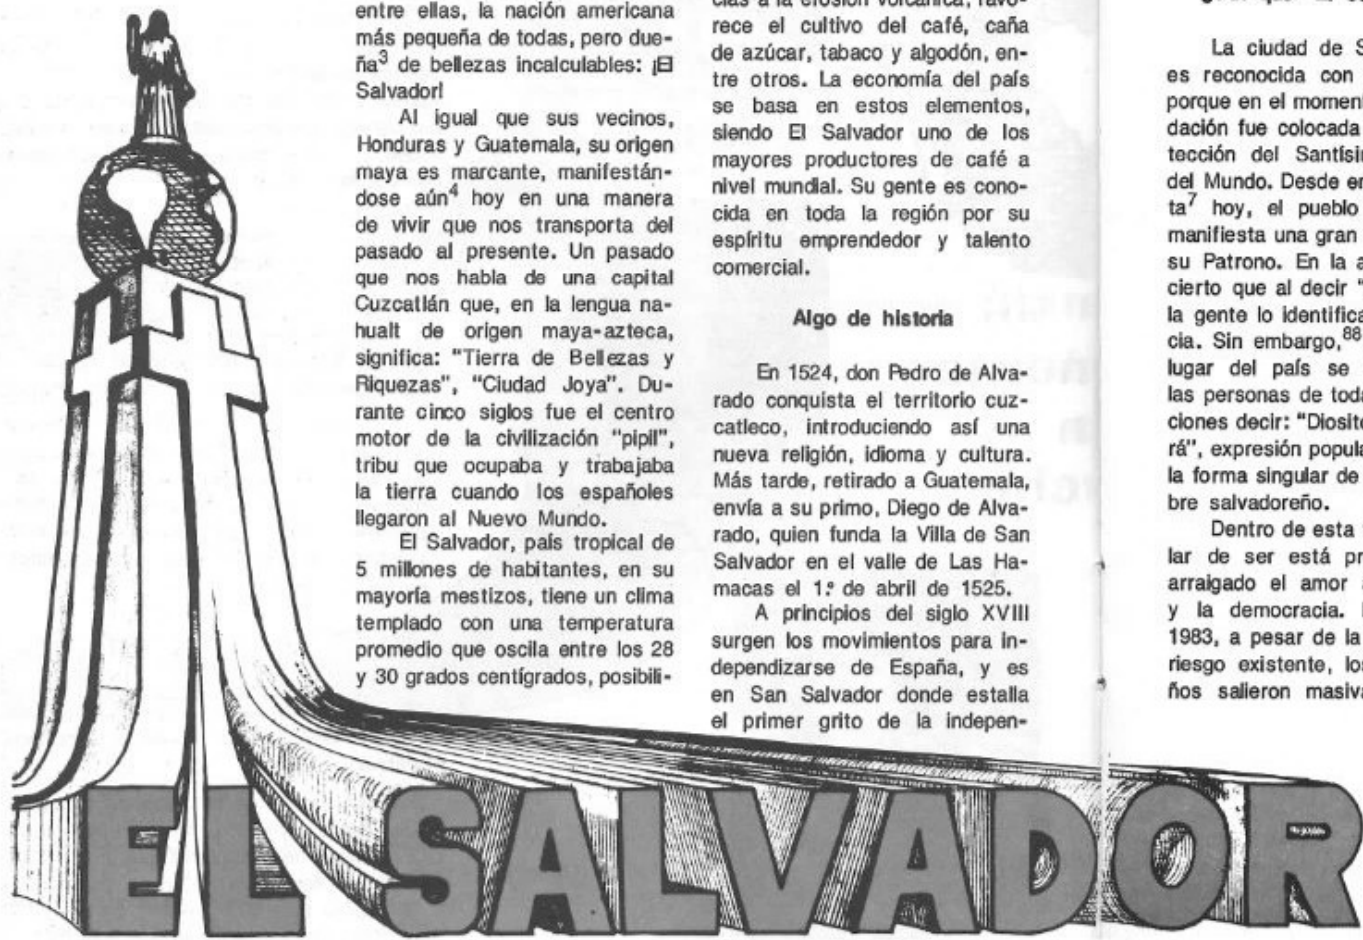 entre ellas, la nación americana
más pequeña de todas, pero due-
ña3 de bellezas incalculables: ¡El
Salvador!
Al igual que sus vecinos,
Honduras y Guatemala, su origen
maya es marcante, manifestán-
dose aún4 hoy en una manera
de vivir que nos transporta del
pasado al presente. Un pasado
que nos habla de una capital
Cuzcatlán que, en la lengua na-
hualt de origen maya-azteca,
significa: "Tierra de Bellezas y
Riquezas", "Ciudad Joya". Du-
rante cinco siglos fue el centro
motor de la civilización "pipil",
tribu que ocupaba y trabajaba
la tierra cuando los españoles
llegaron al Nuevo Mundo.
El Salvador, país tropical de
5 millones de habitantes, en su
mayoría mestizos, tiene un clima
templado con una temperatura
promedio que oscila entre los 28
y 30 grados centígrados, posibili-
cias a la erosión volcánica, favo-
rece el cultivo del café, caña
de azúcar, tabaco y algodón, en-
tre otros. La economía del país
se basa en estos elementos,
siendo El Salvador uno de los
mayores productores de café a
nivel mundial. Su gente es cono-
cida en toda la región por su
espíritu emprendedor y talento
comercial.
Algo de historia
En 1524, don Pedro de Alva-
rado conquista el territorio cuz-
catleco, introduciendo así una
nueva religión, idioma y cultura.
Más tarde, retirado a Guatemala,
envía a su primo, Diego de Alva-
rado, quien funda la Villa de San
Salvador en el valle de Las Ha-
macas el 1.º de abril de 1525.
A principios del siglo XVIII
surgen los movimientos para in-
dependizarse de España, y es
en San Salvador donde estalla
el primer grito de la indepen-
La ciudad de S
es reconocida con
porque en el momen
dación fue colocada
tección del Santísi
del Mundo. Desde e
ta7 hoy, el pueblo
manifiesta una gran
su Patrono. En la a
cierto que al decir "
la gente lo identifica
cia. Sin embargo,88
lugar del país se
las personas de toda
ciones decir: "Diosito
rá", expresión popula
la forma singular de
bre salvadoreño.
Dentro de esta
lar de ser está pr
arraigado el amor
y la democracia.
1983, a pesar de la
riesgo existente, los
ños salieron masiva
EL SALVADOR